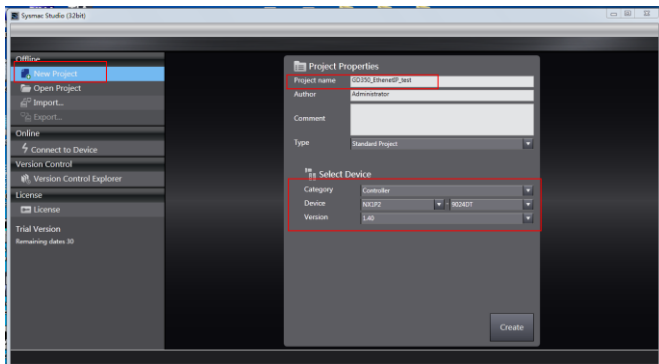 Sysmac Studio (32bit)
Offline
New Project
Open Project
Import...
Export...
Online
Connect to Device
Version Control
Version Control Explorer
License
License
Trial Version
Remaining dates 30
Project Properties
Project name GD350_EthenetIP_test
Author Administrator
Comment
Type Standard Project
Select Device
Category Controller
Device NX1P2 - 9024DT
Version 1.40
Create